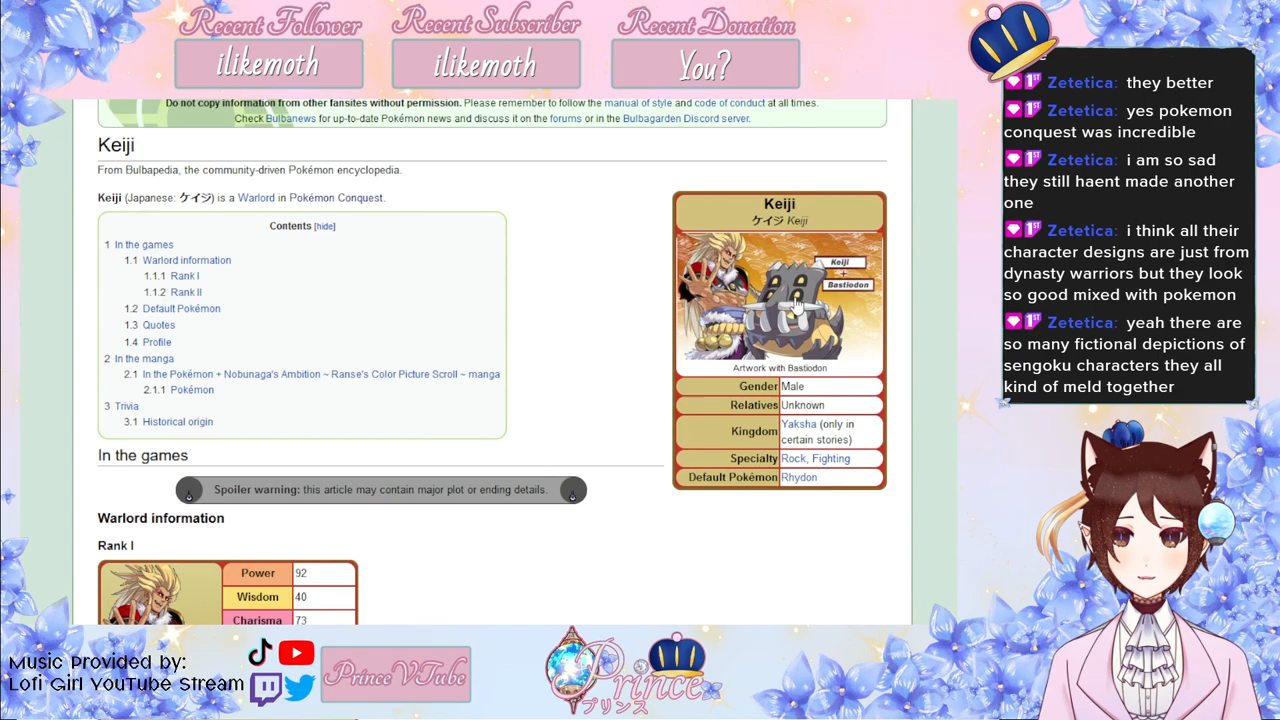 Recent Follower
ilikemoth
Recent Subscriber
ilikemoth
Recent Donation
You?
Do not copy information from other fansites without permission. Please remember to follow the manual of style and code of conduct at all times.
Check Bulbanews for up-to-date Pokémon news and discuss it on the forums or in the Bulbagarden Discord server.
Keiji
From Bulbapedia, the community-driven Pokémon encyclopedia.
Keiji (Japanese: ケイジ) is a Warlord in Pokémon Conquest.
Contents [hide]
1 In the games
1.1 Warlord information
1.1.1 Rank I
1.1.2 Rank II
1.2 Default Pokémon
1.3 Quotes
1.4 Profile
2 In the manga
2.1 In the Pokémon + Nobunaga's Ambition ~ Ranse's Color Picture Scroll ~ manga
2.1.1 Pokémon
3 Trivia
3.1 Historical origin
In the games
Spoiler warning: this article may contain major plot or ending details.
Warlord information
Rank I
Power 92
Wisdom 40
Charisma 73
Keiji
ケイジ Keiji
Keiji
+
Bastiodon
Artwork with Bastiodon
Gender Male
Relatives Unknown
Kingdom Yaksha (only in
certain stories)
Specialty Rock, Fighting
Default Pokémon Rhydon
1ST Zetetica: they better
1ST Zetetica: yes pokemon
conquest was incredible
1ST Zetetica: i am so sad
they still haent made another
one
1ST Zetetica: i think all their
character designs are just from
dynasty warriors but they look
so good mixed with pokemon
1ST Zetetica: yeah there are
so many fictional depictions of
sengoku characters they all
kind of meld together
Music Provided by:
Lofi Girl YouTube Stream
PrinceVTube
Prince
プリンス